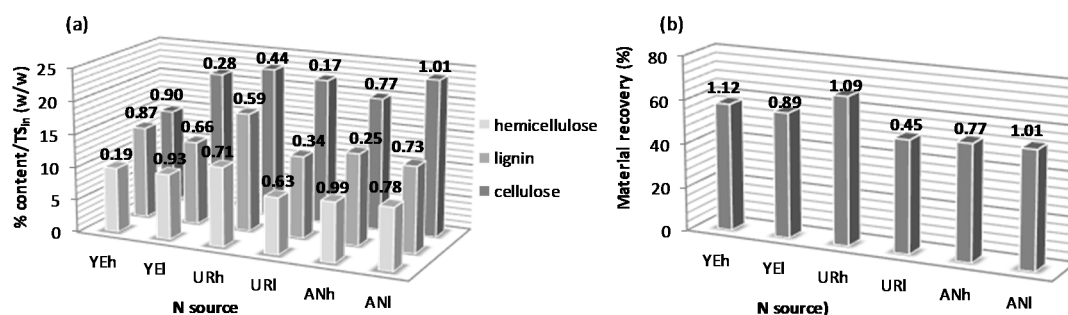 (a)
% content/TSin (w/w)
25
20
15
10
5
0
0.19 0.87 0.90 0.93 0.66 0.28 0.71 0.59 0.44 0.63 0.34 0.17 0.99 0.25 0.77 0.78 0.73 1.01
YEh YEl URh URl ANh ANl
N source
hemicellulose
lignin
cellulose
(b)
Material recovery (%)
80
60
40
20
0
1.12 0.89 1.09 0.45 0.77 1.01
YEh YEl URh URl ANh ANl
N source)